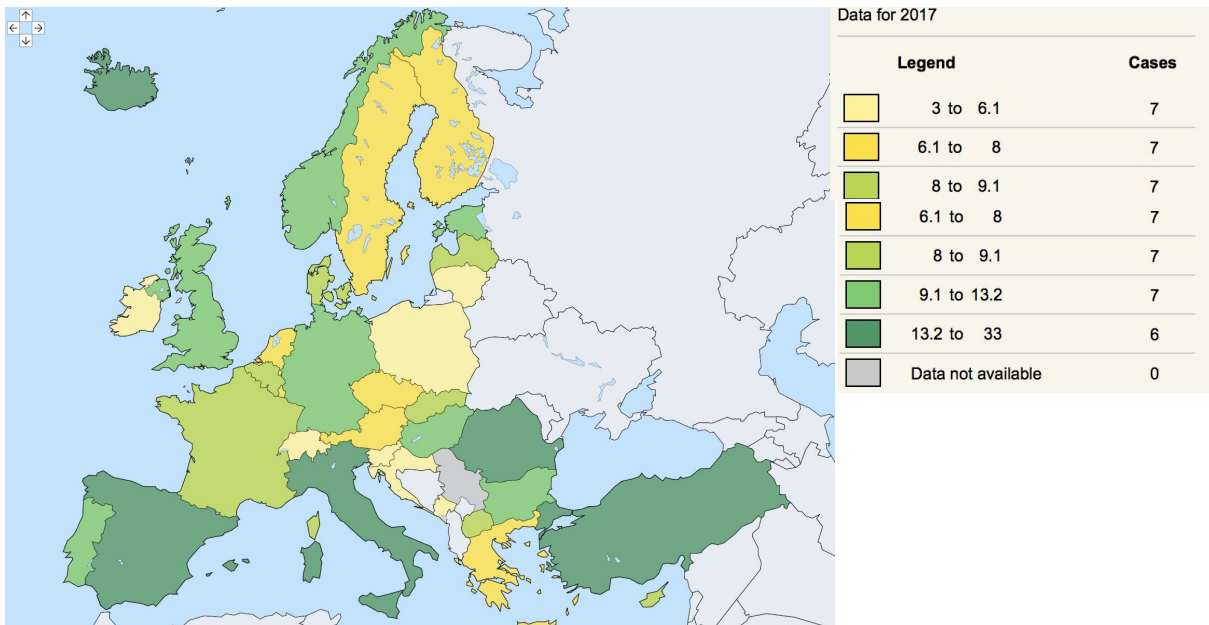 Data for 2017
Legend Cases
3 to 6.1 7
6.1 to 8 7
8 to 9.1 7
6.1 to 8 7
8 to 9.1 7
9.1 to 13.2 7
13.2 to 33 6
Data not available 0